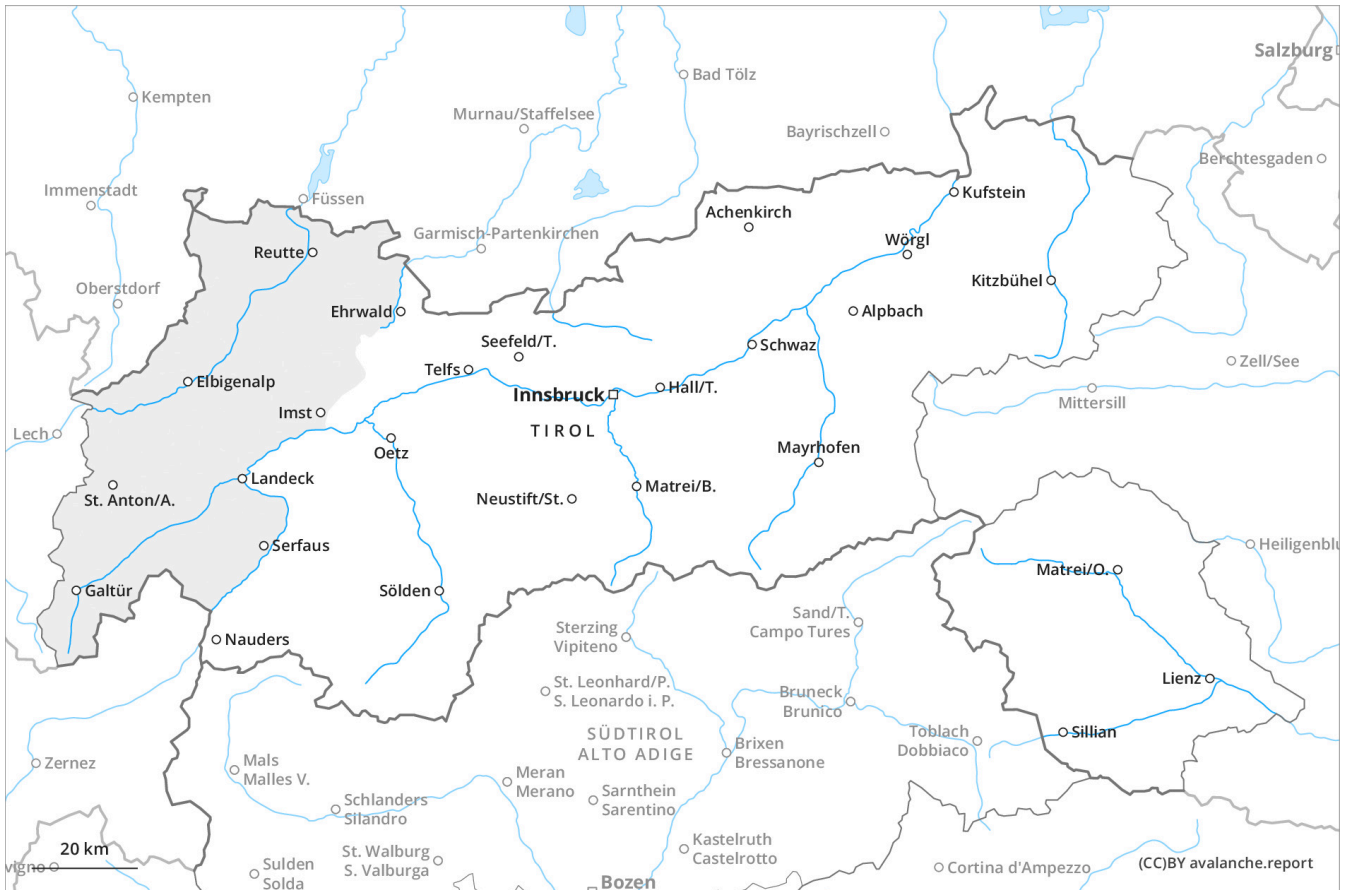 Salzburg
Bad Tölz
Kempten
Murnau/Staffelsee
Bayrischzell
Berchtesgaden
Immenstadt
Füssen
Kufstein
Achenkirch
Garmisch-Partenkirchen
Wörgl
Reutte
Kitzbühel
Oberstdorf
Ehrwald
Alpbach
Seefeld/T.
Schwaz
Zell/See
Telfs
Elbigenalp
Hall/T.
Innsbruck
Mittersill
Imst
TIROL
Lech
Oetz
Mayrhofen
Landeck
Matrei/B.
St. Anton/A.
Neustift/St.
Serfaus
Heiligenblu
Matrei/O.
Galtür
Sölden
Sand/T.
Campo Tures
Sterzing
Vipiteno
Nauders
Lienz
St. Leonhard/P.
S. Leonardo i. P.
Bruneck
Brunico
SÜDTIROL
ALTO ADIGE
Toblach
Dobbiaco
Sillian
Brixen
Bressanone
Zernez
Mals
Malles V.
Meran
Merano
Sarnthein
Sarentino
Schlanders
Silandro
Kastelruth
Castelrotto
20 km
St. Walburg
S. Valburga
vigno
Sulden
Solda
Cortina d'Ampezzo
(CC)BY avalanche.report
Bozen